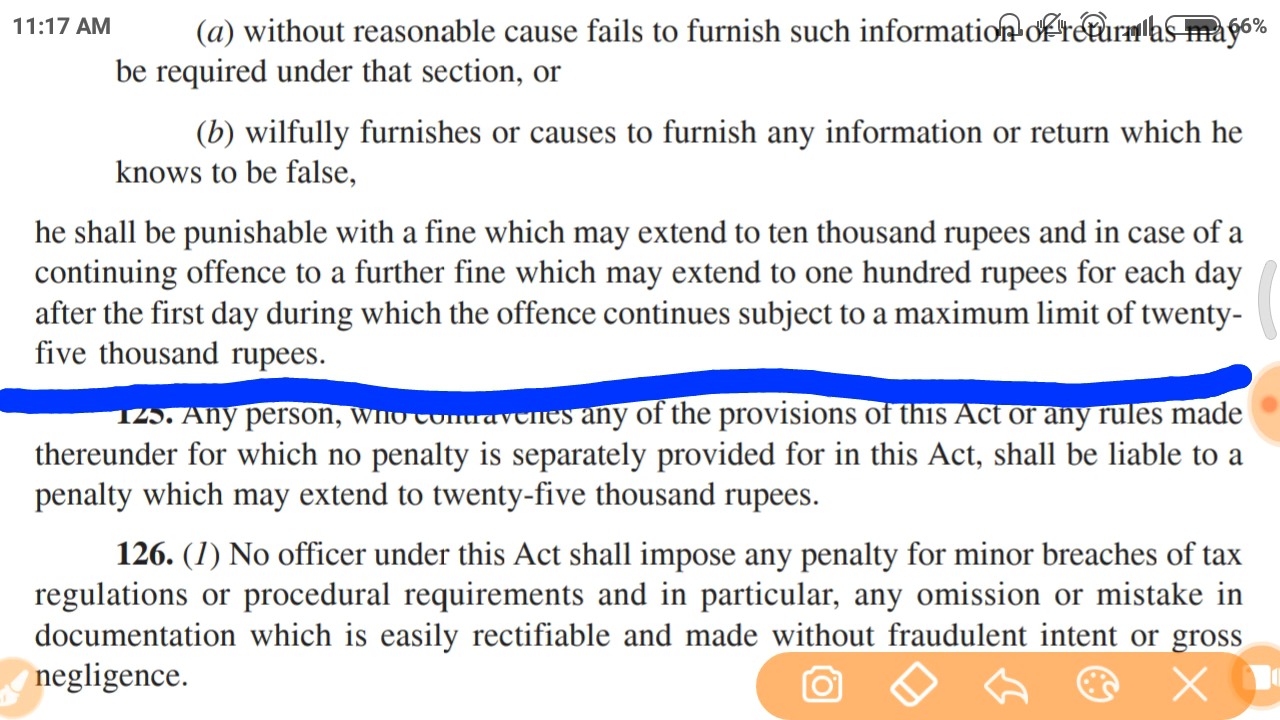 11:17 AM
66%
(a) without reasonable cause fails to furnish such information or return as may
be required under that section, or
(b) wilfully furnishes or causes to furnish any information or return which he
knows to be false,
he shall be punishable with a fine which may extend to ten thousand rupees and in case of a
continuing offence to a further fine which may extend to one hundred rupees for each day
after the first day during which the offence continues subject to a maximum limit of twenty-
five thousand rupees.
125. Any person, who contravenes any of the provisions of this Act or any rules made
thereunder for which no penalty is separately provided for in this Act, shall be liable to a
penalty which may extend to twenty-five thousand rupees.
126. (1) No officer under this Act shall impose any penalty for minor breaches of tax
regulations or procedural requirements and in particular, any omission or mistake in
documentation which is easily rectifiable and made without fraudulent intent or gross
negligence.